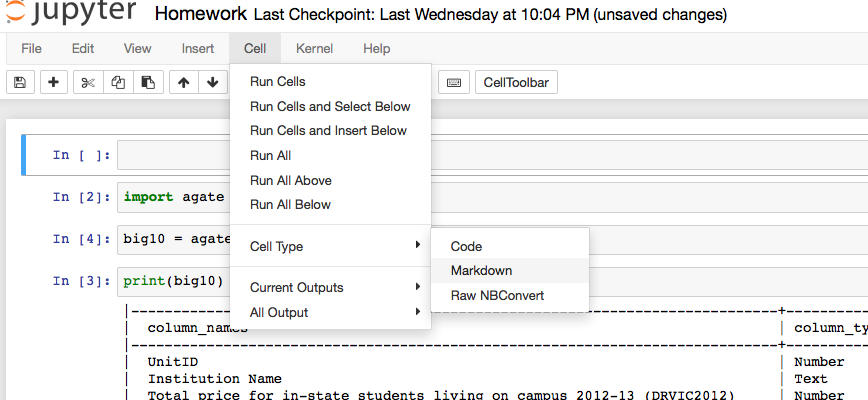 jupyter Homework Last Checkpoint: Last Wednesday at 10:04 PM (unsaved changes)
File Edit View Insert Cell Kernel Help
CellToolbar
Run Cells
Run Cells and Select Below
Run Cells and Insert Below
Run All
Run All Above
Run All Below
Cell Type
Code
Markdown
Raw NBConvert
Current Outputs
All Output
In [ ]:
In [2]: import agate
In [4]: big10 = agate
In [3]: print(big10)
|--------------------------------------------------------------------------------+-----------
| column_names | column_ty
|--------------------------------------------------------------------------------+-----------
| UnitID | Number
| Institution Name | Text
| Total price for in-state students living on campus 2012-13 (DRVIC2012) | Number